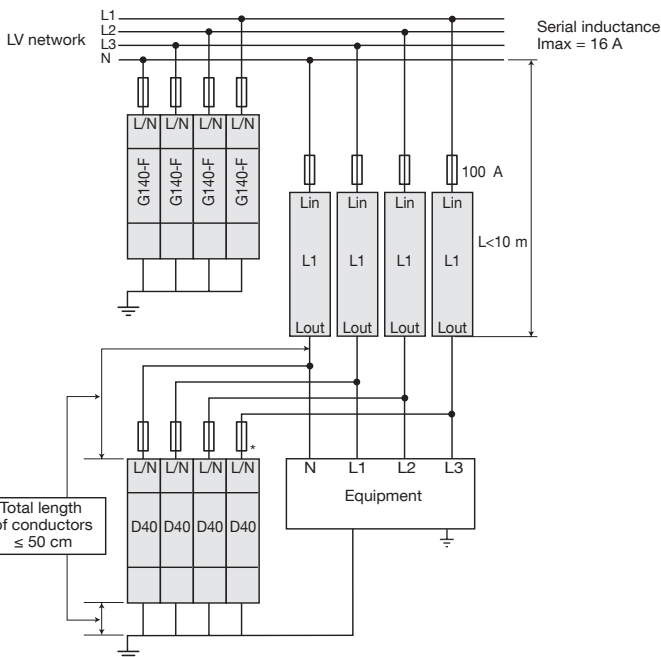 LV network
L1
L2
L3
N
Serial inductance
Imax = 16 A
L/N L/N L/N L/N
G140-F G140-F G140-F G140-F
100 A
Lin Lin Lin Lin
L1 L1 L1 L1
L<10 m
Lout Lout Lout Lout
*
L/N L/N L/N L/N
D40 D40 D40 D40
N L1 L2 L3
Equipment
Total length
of conductors
≤ 50 cm